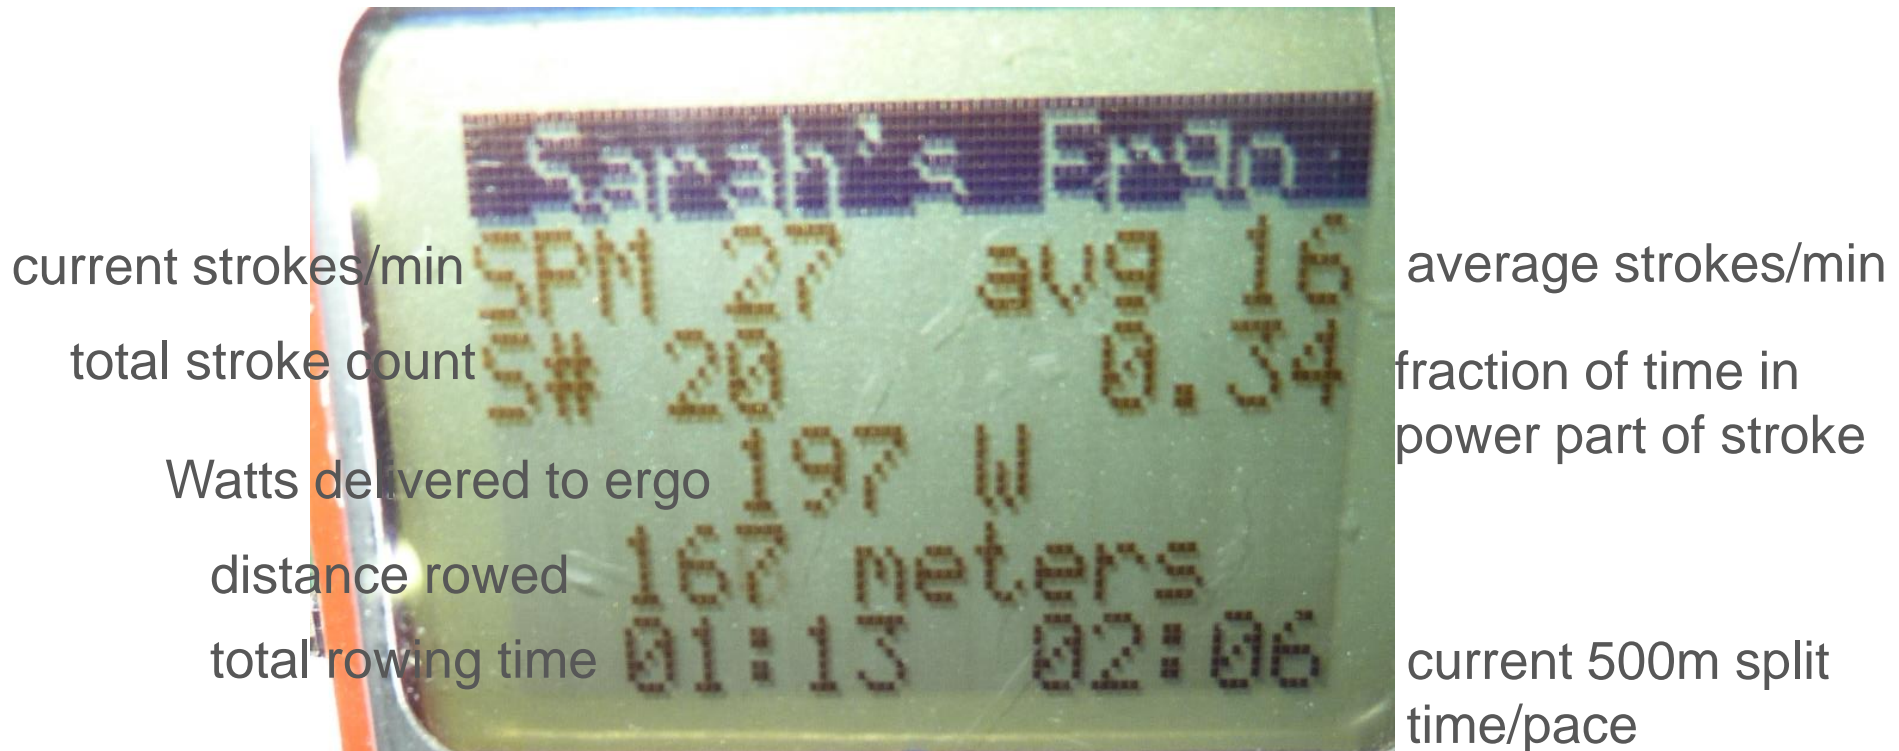 Sarah's Ergo
current strokes/min SPM 27 avg 16 average strokes/min
total stroke count S# 20 0.34 fraction of time in
power part of stroke
Watts delivered to ergo 197 W
distance rowed 167 meters
total rowing time 01:13 02:06 current 500m split
time/pace